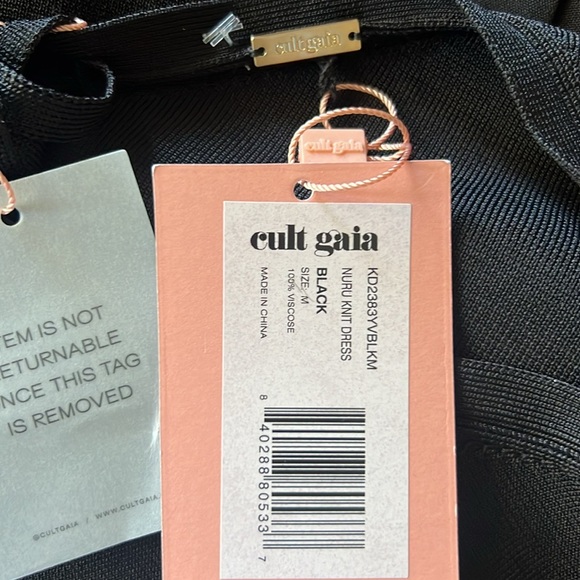 cult gaia
cult gaia
cult gaia
KD2383YVBLKM
NURU KNIT DRESS
BLACK
SIZE: M
100% VISCOSE
MADE IN CHINA
8 40288 80533 7
TEM IS NOT
ETURNABLE
NCE THIS TAG
IS REMOVED
@CULTGAIA / WWW.CULTGAIA.